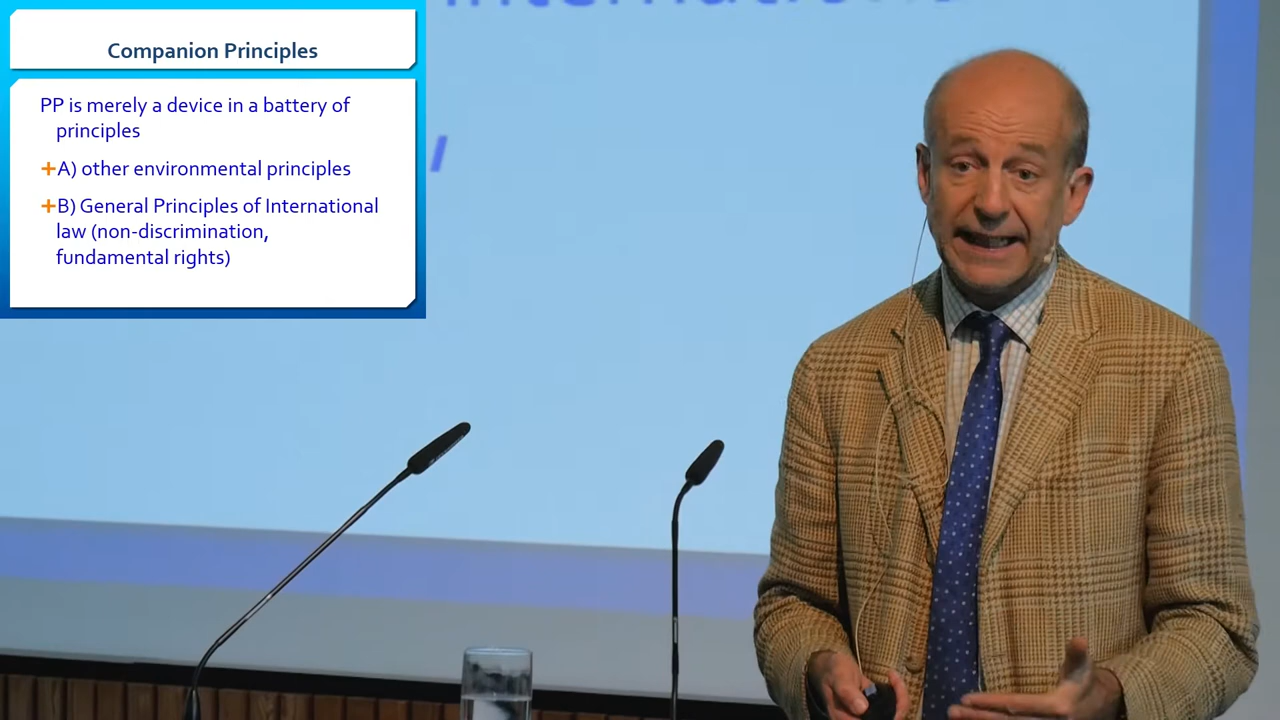 Companion Principles
PP is merely a device in a battery of
principles
A) other environmental principles
B) General Principles of International
law (non-discrimination,
fundamental rights)